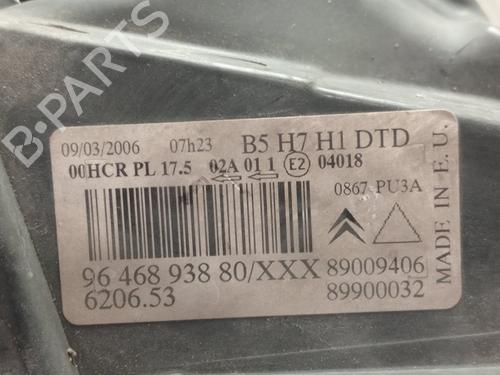 B-PARTS
09/03/2006 07h23 B5 H7 H1 DTD
00HCR PL 17.5 02A 01 1 E2 04018
0867 PU3A
96 468 938 80/XXX 89009406
6206.53 89900032
MADE IN E. U.